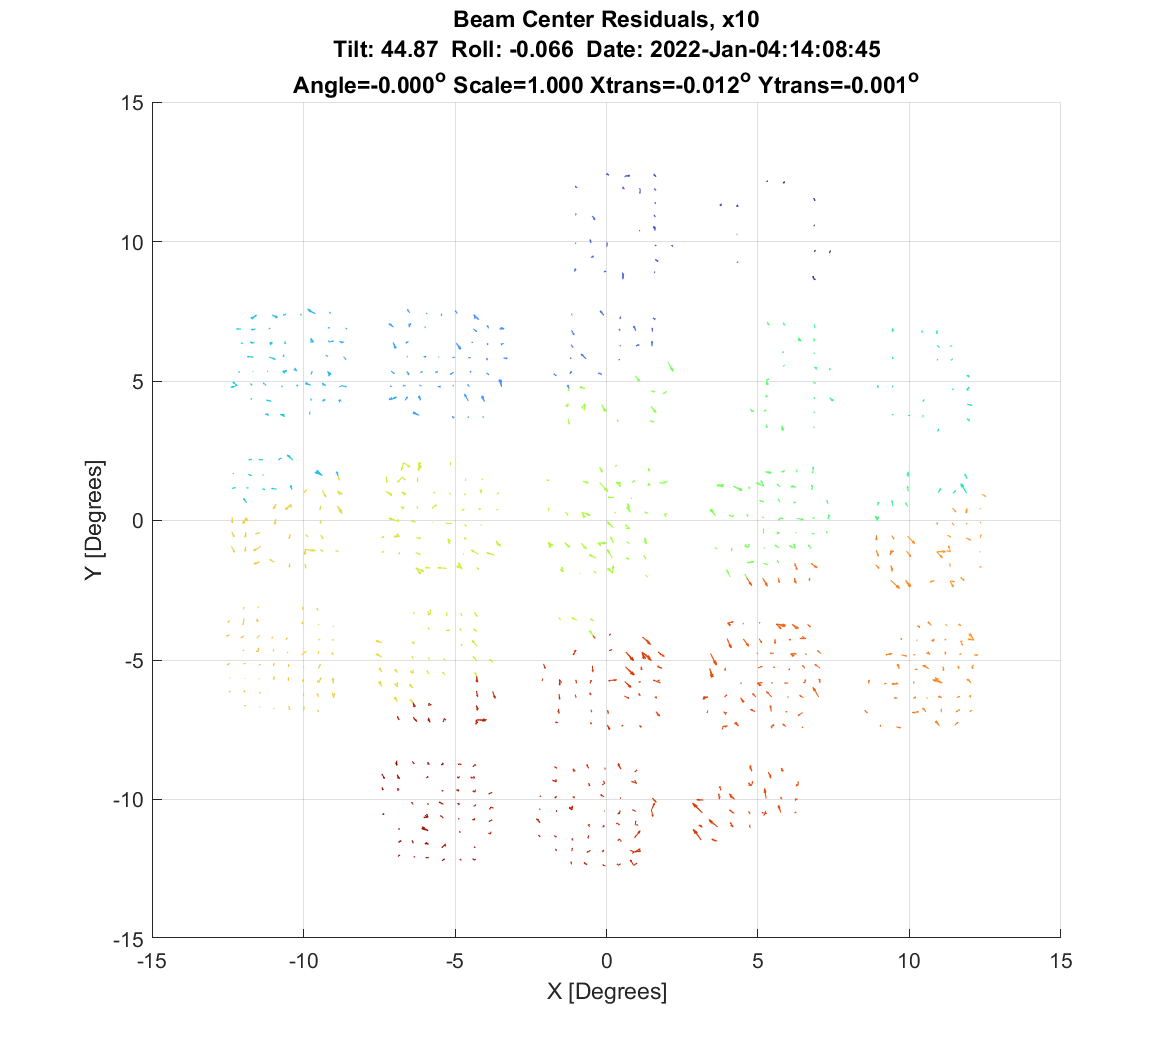 Beam Center Residuals, x10
Tilt: 44.87  Roll: -0.066  Date: 2022-Jan-04:14:08:45
Angle=-0.000° Scale=1.000 Xtrans=-0.012° Ytrans=-0.001°
15
10
5
0
-5
-10
-15
Y [Degrees]
-15 -10 -5 0 5 10 15
X [Degrees]